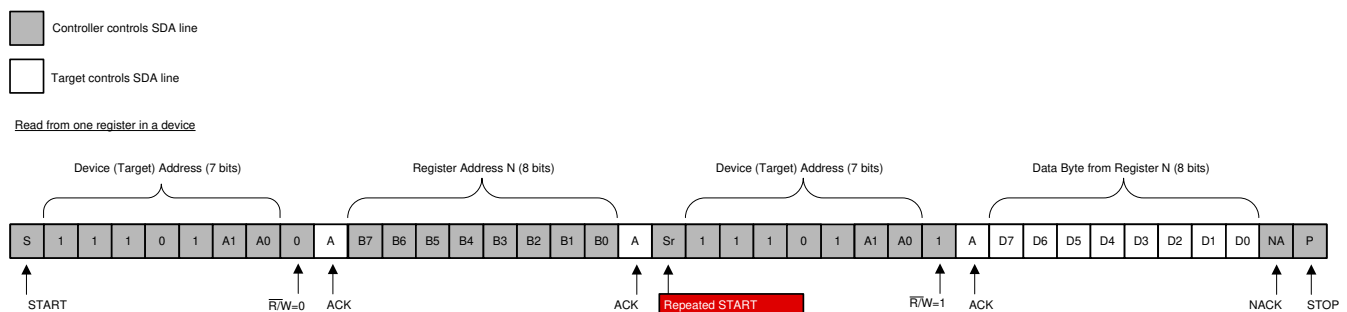 Controller controls SDA line
Target controls SDA line
Read from one register in a device
Device (Target) Address (7 bits) Register Address N (8 bits) Device (Target) Address (7 bits) Data Byte from Register N (8 bits)
S 1 1 1 0 1 A1 A0 0 A B7 B6 B5 B4 B3 B2 B1 B0 A Sr 1 1 1 0 1 A1 A0 1 A D7 D6 D5 D4 D3 D2 D1 D0 NA P
START R/W=0 ACK ACK Repeated START R/W=1 ACK NACK STOP